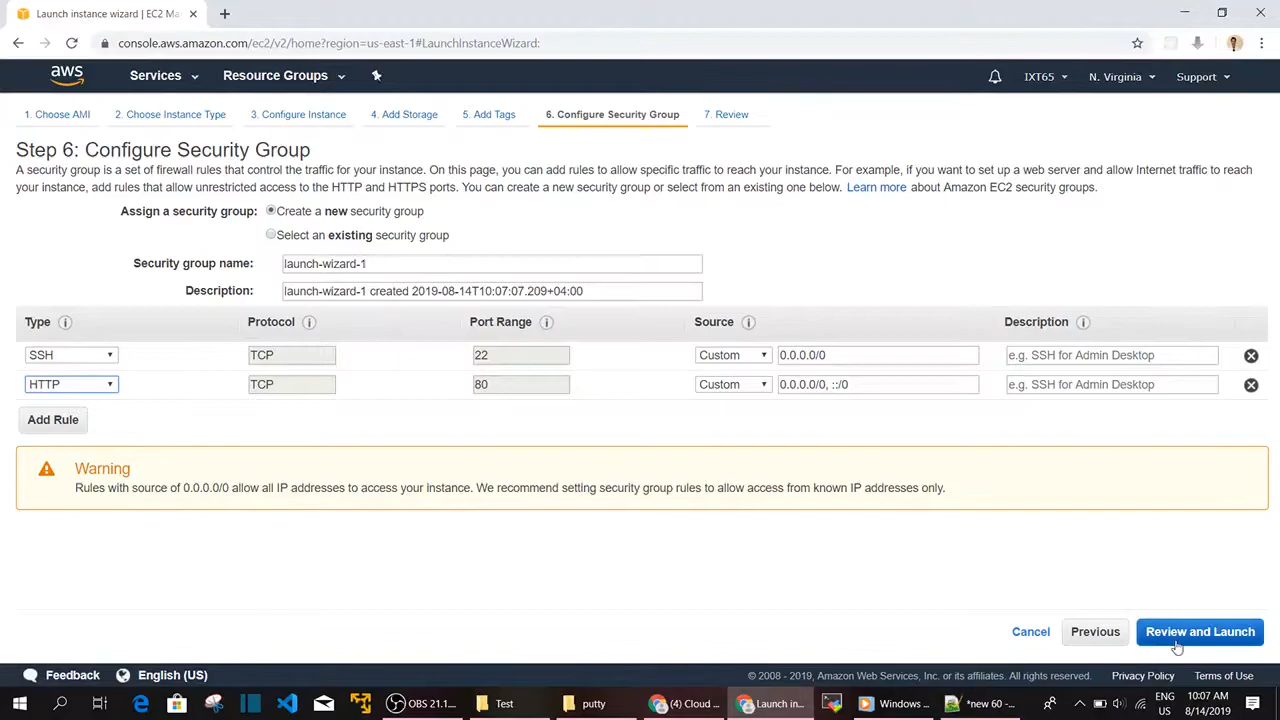 Launch instance wizard | EC2 Ma
console.aws.amazon.com/ec2/v2/home?region=us-east-1#LaunchInstanceWizard:
aws Services Resource Groups IXT65 N. Virginia Support
1. Choose AMI 2. Choose Instance Type 3. Configure Instance 4. Add Storage 5. Add Tags 6. Configure Security Group 7. Review
Step 6: Configure Security Group
A security group is a set of firewall rules that control the traffic for your instance. On this page, you can add rules to allow specific traffic to reach your instance. For example, if you want to set up a web server and allow Internet traffic to reach
your instance, add rules that allow unrestricted access to the HTTP and HTTPS ports. You can create a new security group or select from an existing one below. Learn more about Amazon EC2 security groups.
Assign a security group: Create a new security group
Select an existing security group
Security group name: launch-wizard-1
Description: launch-wizard-1 created 2019-08-14T10:07:07.209+04:00
Type Protocol Port Range Source Description
SSH TCP 22 Custom 0.0.0.0/0 e.g. SSH for Admin Desktop
HTTP TCP 80 Custom 0.0.0.0/0, ::/0 e.g. SSH for Admin Desktop
Add Rule
Warning
Rules with source of 0.0.0.0/0 allow all IP addresses to access your instance. We recommend setting security group rules to allow access from known IP addresses only.
Cancel Previous Review and Launch
Feedback English (US) © 2008 - 2019, Amazon Web Services, Inc. or its affiliates. All rights reserved. Privacy Policy Terms of Use
OBS 21.1... Test putty (4) Cloud ... Launch in... Windows ... *new 60 - ... ENG US 10:07 AM 8/14/2019